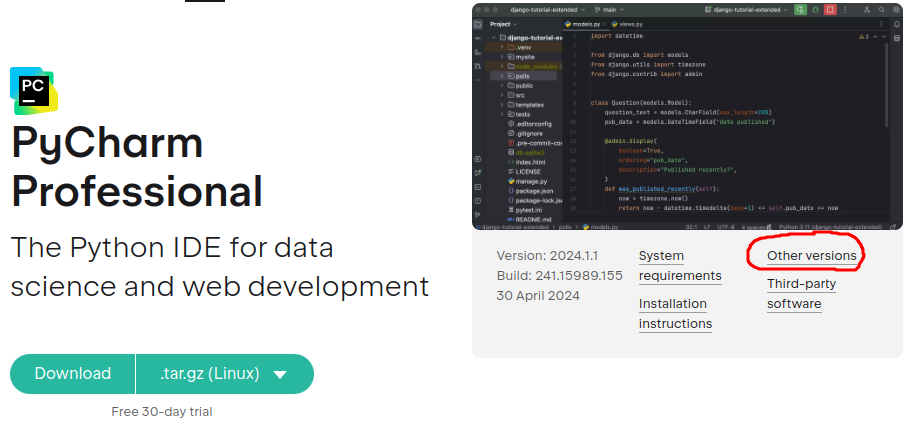 PC
PyCharm
Professional
The Python IDE for data
science and web development
Download
.tar.gz (Linux)
Free 30-day trial
django-tutorial-extended
main
django-tutorial-extended
Project
models.py
views.py
django-tutorial-ex
.venv
mysite
node_modules
polls
public
src
templates
tests
.editorconfig
.gitignore
.pre-commit-con
db.sqlite3
index.html
LICENSE
manage.py
package.json
package-lock.js
pytest.ini
README.md
import datetime
2
from django.db import models
from django.utils import timezone
from django.contrib import admin
class Question(models.Model):
question_text = models.CharField(max_length=200)
pub_date = models.DateTimeField("date published")
@admin.display(
boolean=True,
ordering="pub_date",
description="Published recently?",
)
def was_published_recently(self):
now = timezone.now()
return now - datetime.timedelta(days=1) <= self.pub_date <= now
django-tutorial-extended > polls > models.py
32:1 LF UTF-8 4 spaces
Python 3.11 (django-tutorial-extended)
Version: 2024.1.1
Build: 241.15989.155
30 April 2024
System
requirements
Installation
instructions
Other versions
Third-party
software